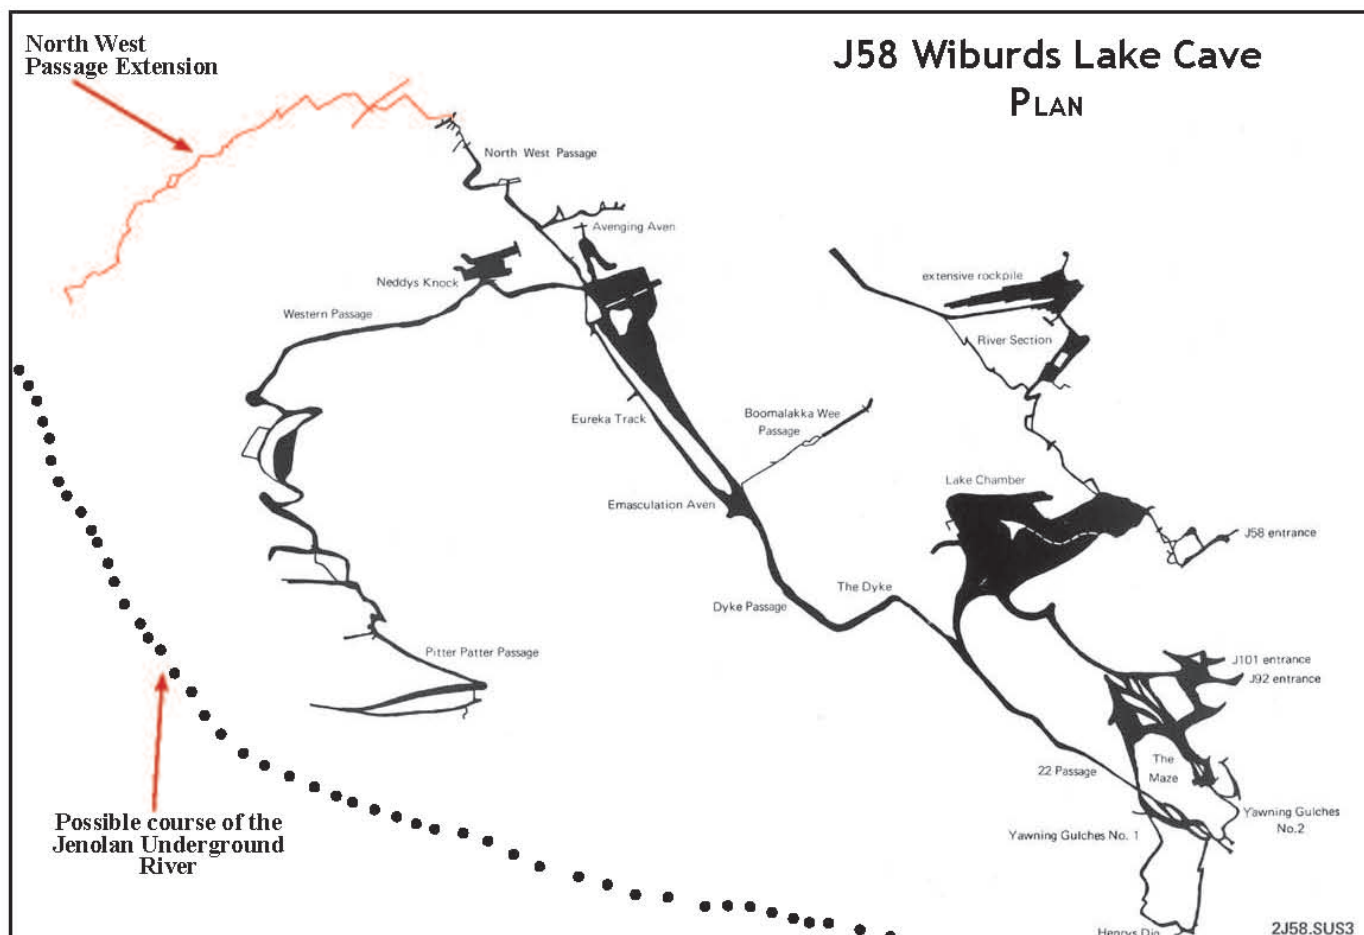 J58 Wiburds Lake Cave
PLAN
North West
Passage Extension
North West Passage
Avenging Aven
Neddys Knock
Western Passage
extensive rockpile
River Section
Eureka Track
Boomalakka Wee
Passage
Emasculation Aven
Lake Chamber
J58 entrance
The Dyke
Dyke Passage
Pitter Patter Passage
J101 entrance
J92 entrance
The
Maze
22 Passage
Yawning Gulches
No.2
Yawning Gulches No. 1
Possible course of the
Jenolan Underground
River
Henrys Dig
2J58.SUS3